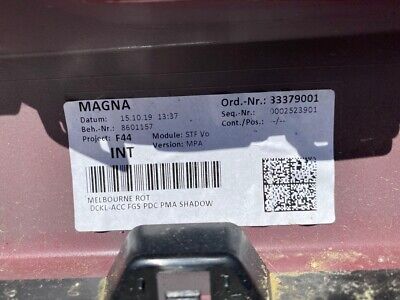 MAGNA
Ord.-Nr.: 33379001
Datum: 15.10.19 13:37
Seq.-Nr.: 0002523901
Beh.-Nr.: 8601157
Cont./Pos.: -/--
Project: F44
Module: STF Vo
INT
Version: MPA
MELBOURNE ROT
DCKL-ACC FGS PDC PMA SHADOW